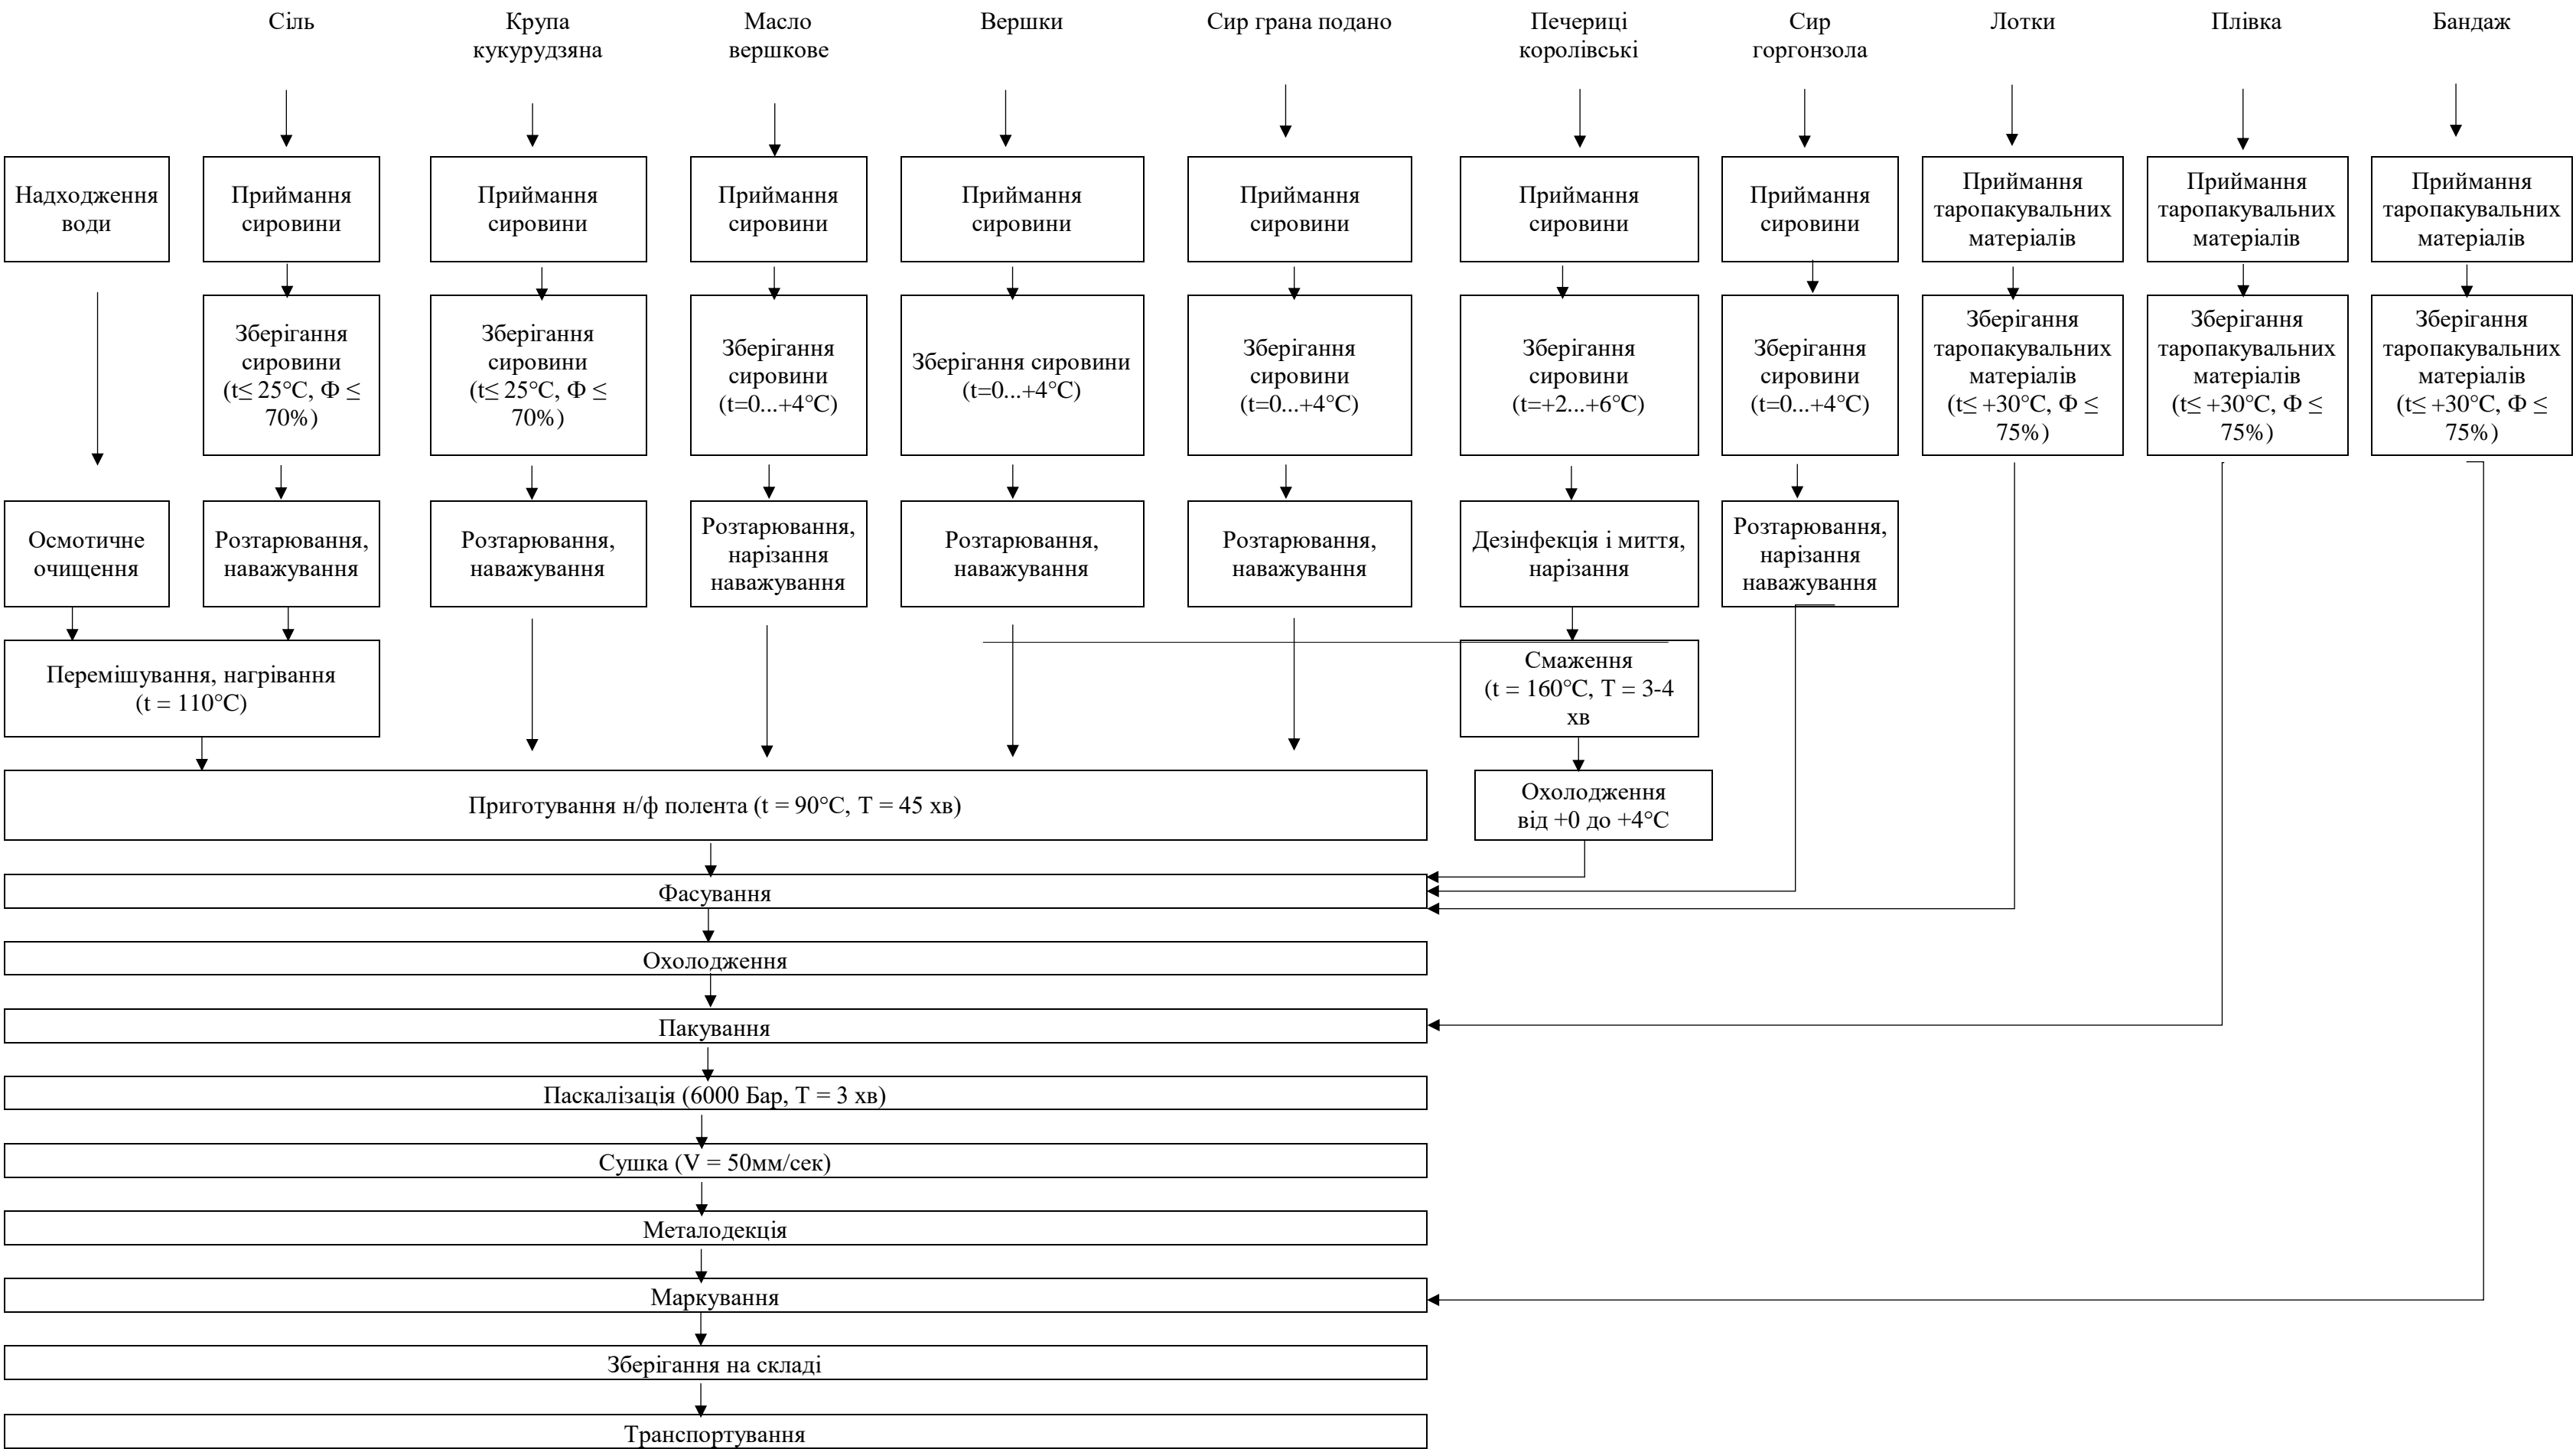 Сіль
Крупа
кукурудзяна
Масло
вершкове
Вершки
Сир грана подано
Печериці
королівські
Сир
горгонзола
Лотки
Плівка
Бандаж
Надходження
води
Приймання
сировини
Приймання
сировини
Приймання
сировини
Приймання
сировини
Приймання
сировини
Приймання
сировини
Приймання
сировини
Приймання
таропакувальних
матеріалів
Приймання
таропакувальних
матеріалів
Приймання
таропакувальних
матеріалів
Зберігання
сировини
(t≤ 25°C, Ф ≤
70%)
Зберігання
сировини
(t≤ 25°C, Ф ≤
70%)
Зберігання
сировини
(t=0...+4°C)
Зберігання сировини
(t=0...+4°C)
Зберігання
сировини
(t=0...+4°C)
Зберігання
сировини
(t=+2...+6°C)
Зберігання
сировини
(t=0...+4°C)
Зберігання
таропакувальних
матеріалів
(t≤ +30°C, Ф ≤
75%)
Зберігання
таропакувальних
матеріалів
(t≤ +30°C, Ф ≤
75%)
Зберігання
таропакувальних
матеріалів
(t≤ +30°C, Ф ≤
75%)
Осмотичне
очищення
Розтарювання,
наважування
Розтарювання,
наважування
Розтарювання,
нарізання
наважування
Розтарювання,
наважування
Розтарювання,
наважування
Дезінфекція і миття,
нарізання
Розтарювання,
нарізання
наважування
Перемішування, нагрівання
(t = 110°C)
Смаження
(t = 160°C, T = 3-4
хв
Приготування н/ф полента (t = 90°C, T = 45 хв)
Охолодження
від +0 до +4°C
Фасування
Охолодження
Пакування
Паскалізація (6000 Бар, T = 3 хв)
Сушка (V = 50мм/сек)
Металодекція
Маркування
Зберігання на складі
Транспортування